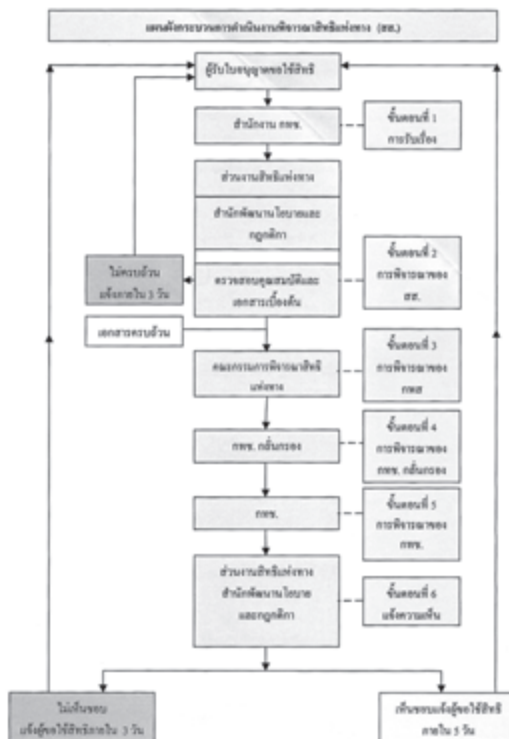 แผนผังกระบวนการดำเนินงานพิจารณาสิทธิแห่งทาง (สส.)
ผู้รับใบอนุญาตขอใช้สิทธิ
สำนักงาน กทช.
ขั้นตอนที่ 1
การรับเรื่อง
ส่วนงานสิทธิแห่งทาง
สำนักพัฒนานโยบายและ
กฎกติกา
ตรวจสอบคุณสมบัติและ
เอกสารเบื้องต้น
ขั้นตอนที่ 2
การพิจารณาของ
สส.
ไม่ครบถ้วน
แจ้งภายใน 3 วัน
เอกสารครบถ้วน
คณะกรรมการพิจารณาสิทธิ
แห่งทาง
ขั้นตอนที่ 3
การพิจารณาของ
กทส
กทช. กลั่นกรอง
ขั้นตอนที่ 4
การพิจารณาของ
กทช. กลั่นกรอง
กทช.
ขั้นตอนที่ 5
การพิจารณาของ
กทช.
ส่วนงานสิทธิแห่งทาง
สำนักพัฒนานโยบาย
และกฎกติกา
ขั้นตอนที่ 6
แจ้งความเห็น
ไม่เห็นชอบ
แจ้งผู้ขอใช้สิทธิภายใน 3 วัน
เห็นชอบแจ้งผู้ขอใช้สิทธิ
ภายใน 5 วัน